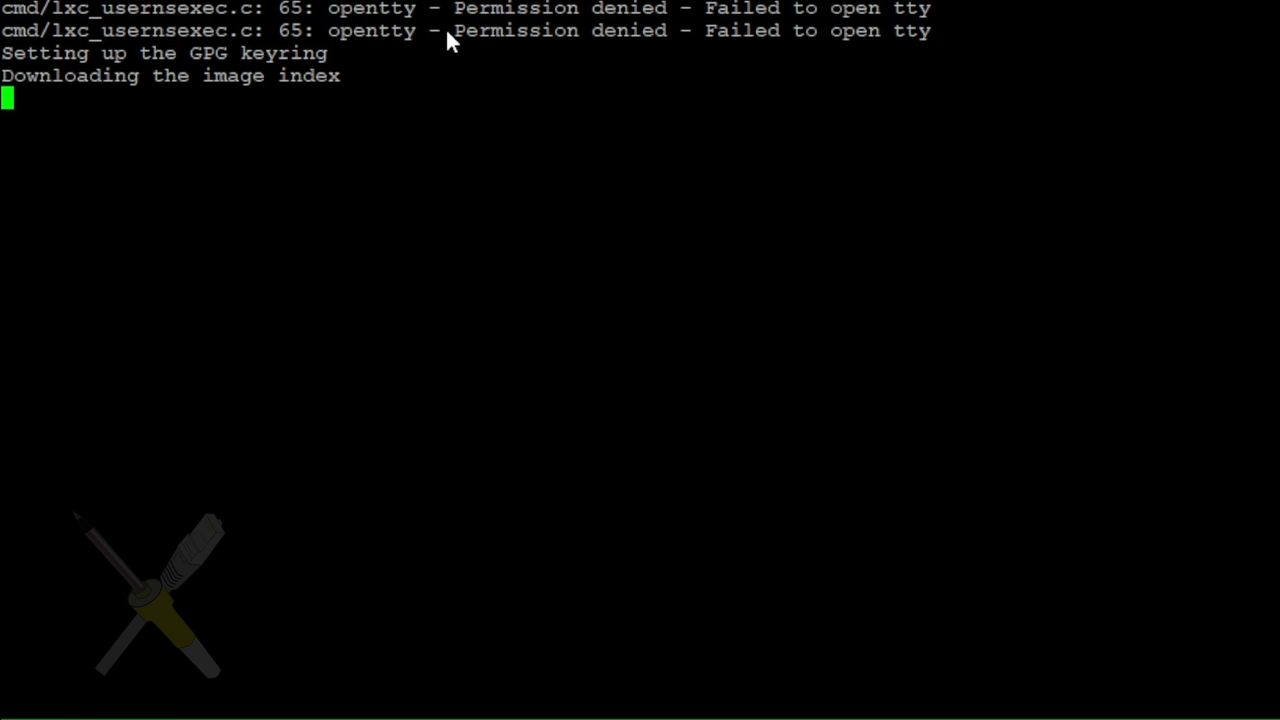 cmd/lxc_usernsexec.c: 65: opentty - Permission denied - Failed to open tty
cmd/lxc_usernsexec.c: 65: opentty - Permission denied - Failed to open tty
Setting up the GPG keyring
Downloading the image index